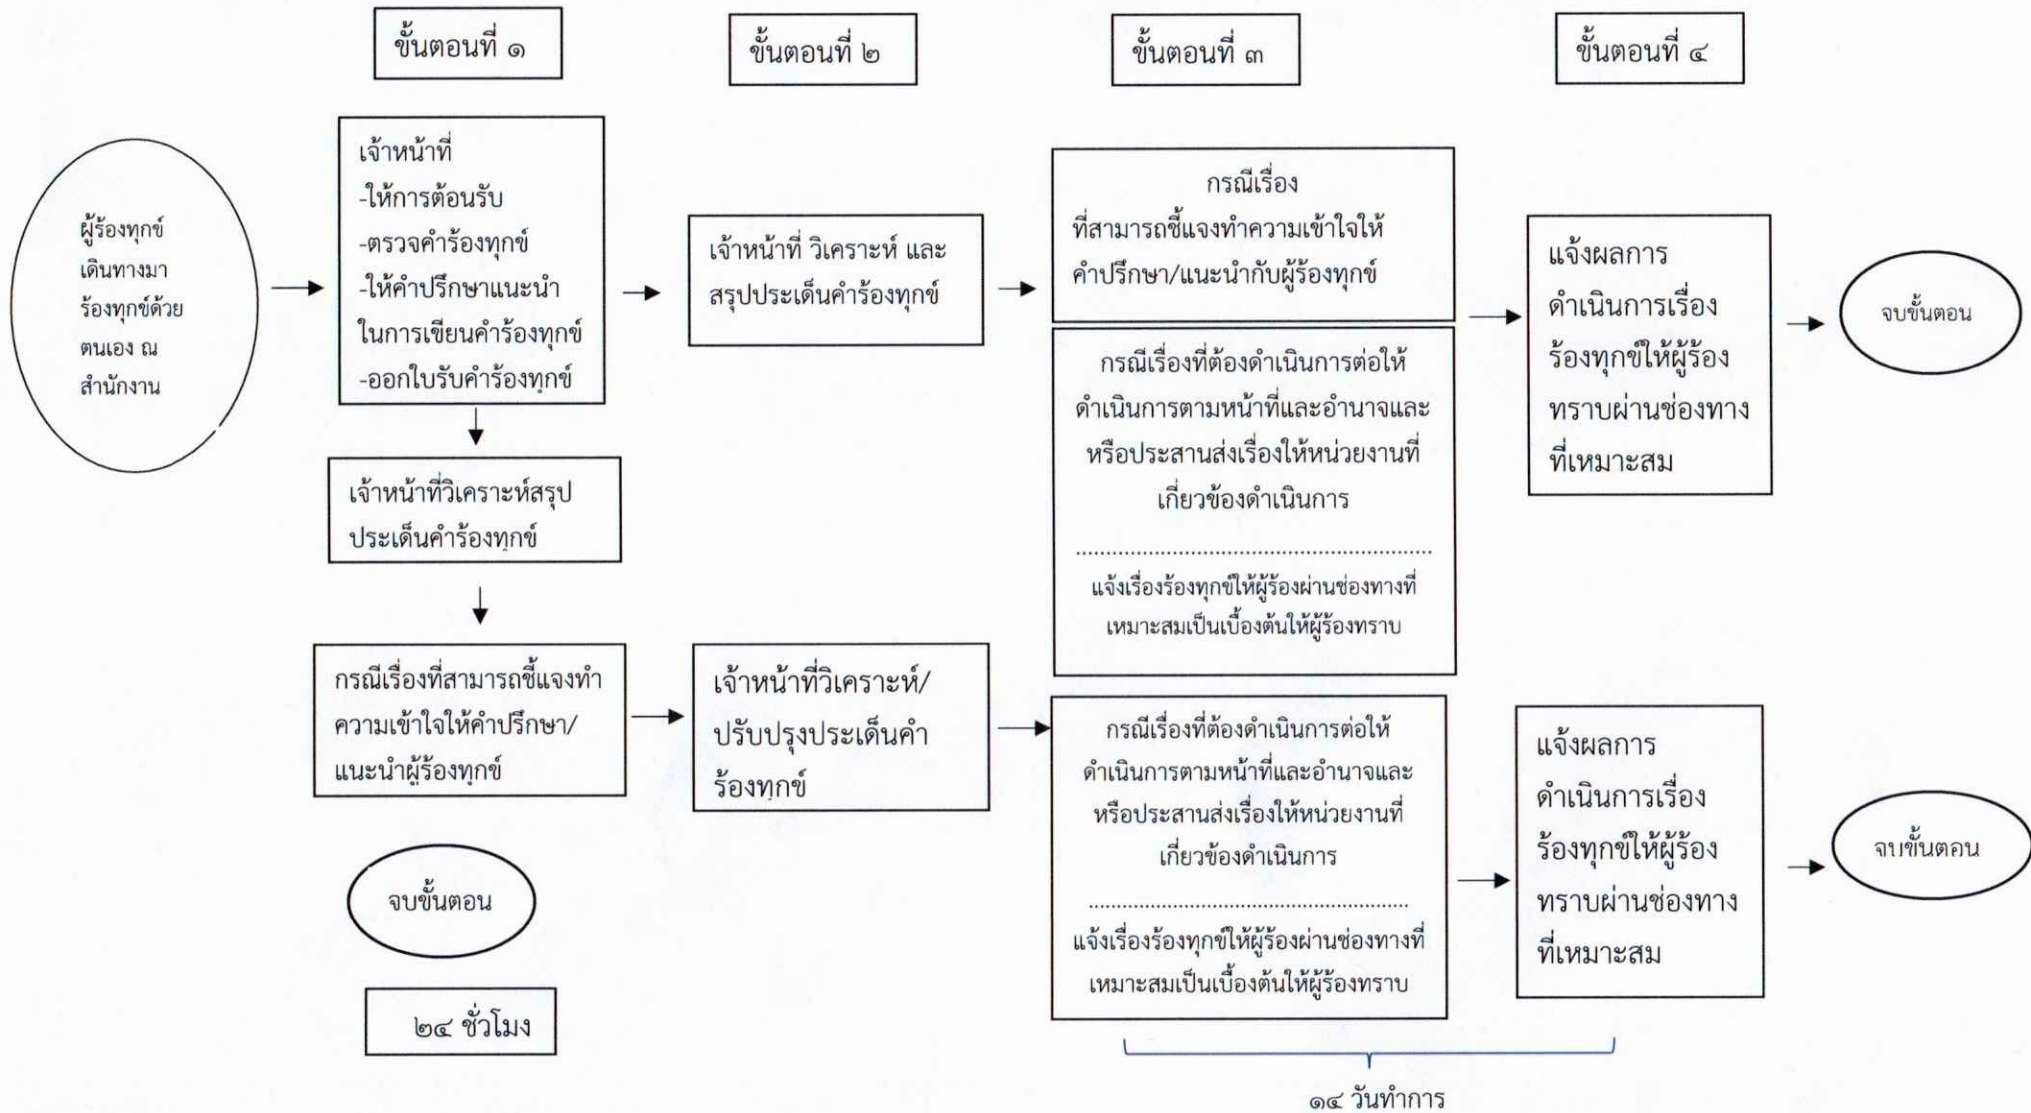 ขั้นตอนที่ ๑
ขั้นตอนที่ ๒
ขั้นตอนที่ ๓
ขั้นตอนที่ ๔
ผู้ร้องทุกข์
เดินทางมา
ร้องทุกข์ด้วย
ตนเอง ณ
สำนักงาน
เจ้าหน้าที่
-ให้การต้อนรับ
-ตรวจคำร้องทุกข์
-ให้คำปรึกษาแนะนำ
ในการเขียนคำร้องทุกข์
-ออกใบรับคำร้องทุกข์
เจ้าหน้าที่ วิเคราะห์ และ
สรุปประเด็นคำร้องทุกข์
กรณีเรื่อง
ที่สามารถชี้แจงทำความเข้าใจให้
คำปรึกษา/แนะนำกับผู้ร้องทุกข์
กรณีเรื่องที่ต้องดำเนินการต่อให้
ดำเนินการตามหน้าที่และอำนาจและ
หรือประสานส่งเรื่องให้หน่วยงานที่
เกี่ยวข้องดำเนินการ
............................................................
แจ้งเรื่องร้องทุกข์ให้ผู้ร้องผ่านช่องทางที่
เหมาะสมเป็นเบื้องต้นให้ผู้ร้องทราบ
แจ้งผลการ
ดำเนินการเรื่อง
ร้องทุกข์ให้ผู้ร้อง
ทราบผ่านช่องทาง
ที่เหมาะสม
จบขั้นตอน
เจ้าหน้าที่วิเคราะห์สรุป
ประเด็นคำร้องทุกข์
กรณีเรื่องที่สามารถชี้แจงทำ
ความเข้าใจให้คำปรึกษา/
แนะนำผู้ร้องทุกข์
เจ้าหน้าที่วิเคราะห์/
ปรับปรุงประเด็นคำ
ร้องทุกข์
กรณีเรื่องที่ต้องดำเนินการต่อให้
ดำเนินการตามหน้าที่และอำนาจและ
หรือประสานส่งเรื่องให้หน่วยงานที่
เกี่ยวข้องดำเนินการ
......................................................
แจ้งเรื่องร้องทุกข์ให้ผู้ร้องผ่านช่องทางที่
เหมาะสมเป็นเบื้องต้นให้ผู้ร้องทราบ
แจ้งผลการ
ดำเนินการเรื่อง
ร้องทุกข์ให้ผู้ร้อง
ทราบผ่านช่องทาง
ที่เหมาะสม
จบขั้นตอน
จบขั้นตอน
๒๔ ชั่วโมง
๑๔ วันทำการ